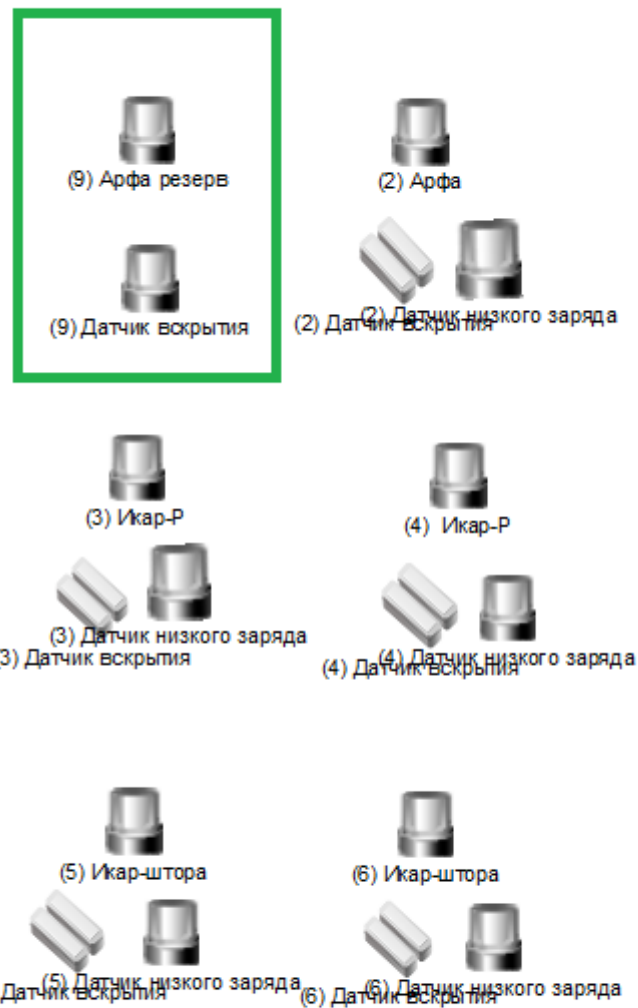 (9) Арфа резерв
(2) Арфа
(9) Датчик вскрытия
(2) Датчик низкого заряда
(2) Датчик вскрытия
(3) Икар-Р
(4) Икар-Р
(3) Датчик низкого заряда
3) Датчик вскрытия
(4) Датчик низкого заряда
(4) Датчик вскрытия
(5) Икар-штора
(6) Икар-штора
(5) Датчик низкого заряда
Датчик вскрытия
(6) Датчик низкого заряда
(6) Датчик вскрытия